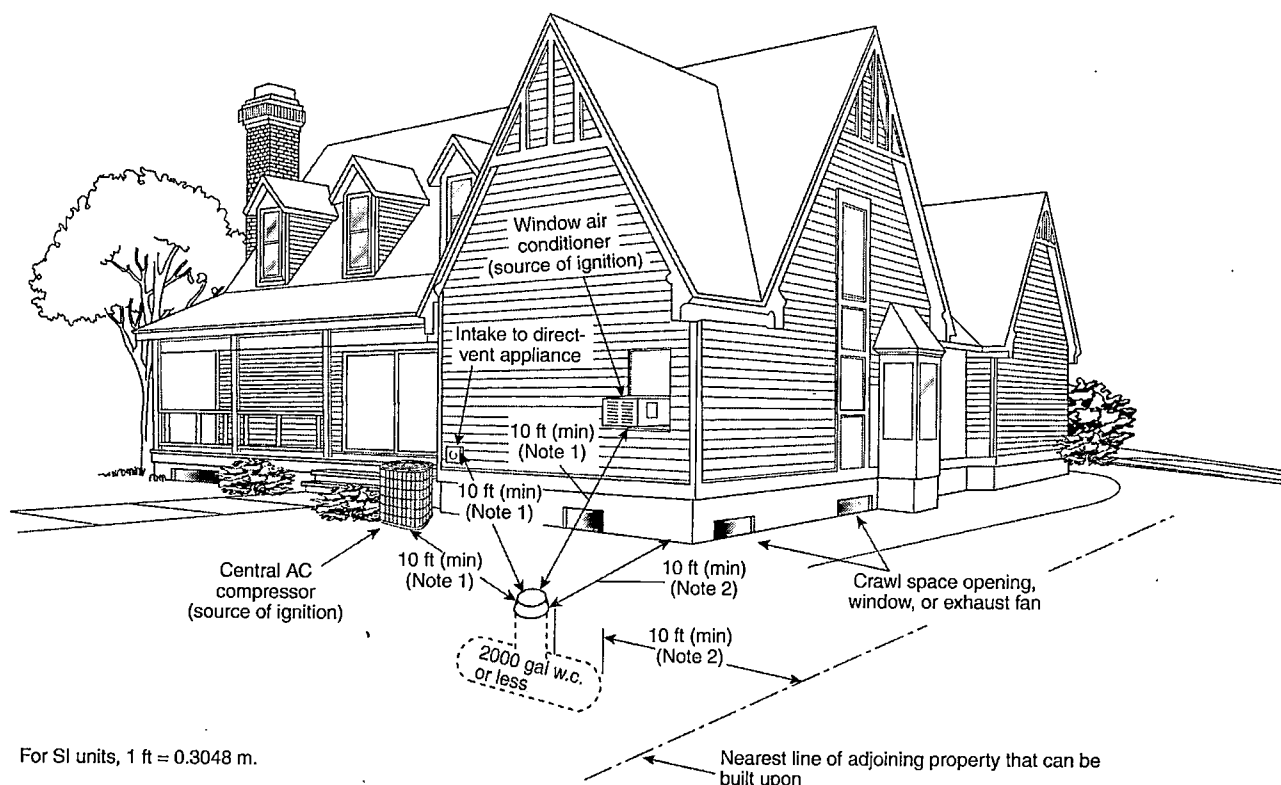 Window air
conditioner
(source of ignition)
Intake to direct-
vent appliance
10 ft (min)
(Note 1)
10 ft (min)
(Note 1)
Central AC
compressor
(source of ignition)
10 ft (min)
(Note 1)
10 ft (min)
(Note 2)
Crawl space opening,
window, or exhaust fan
2000 gal w.c.
or less
10 ft (min)
(Note 2)
For SI units, 1 ft = 0.3048 m.
Nearest line of adjoining property that can be
built upon